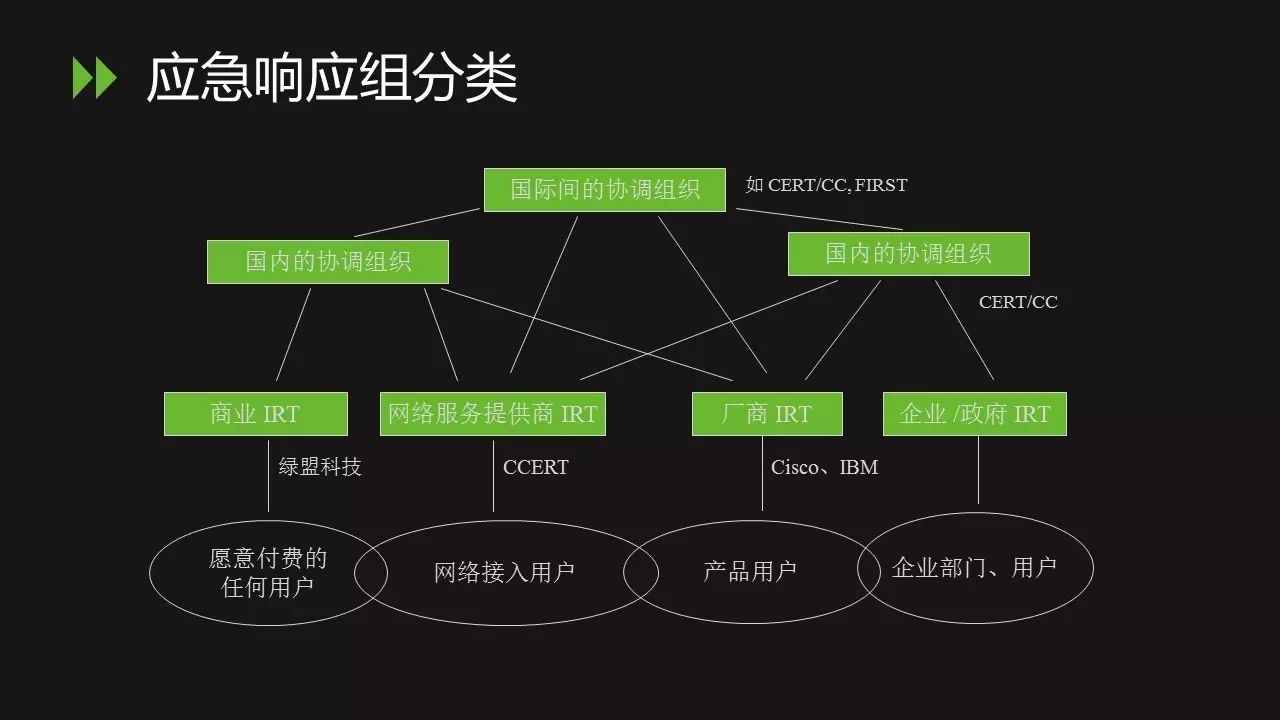 应急响应组分类
国际间的协调组织
如 CERT/CC, FIRST
国内的协调组织
国内的协调组织
CERT/CC
商业 IRT
网络服务提供商 IRT
厂商 IRT
企业 /政府 IRT
绿盟科技
CCERT
Cisco、IBM
愿意付费的
任何用户
网络接入用户
产品用户
企业部门、用户